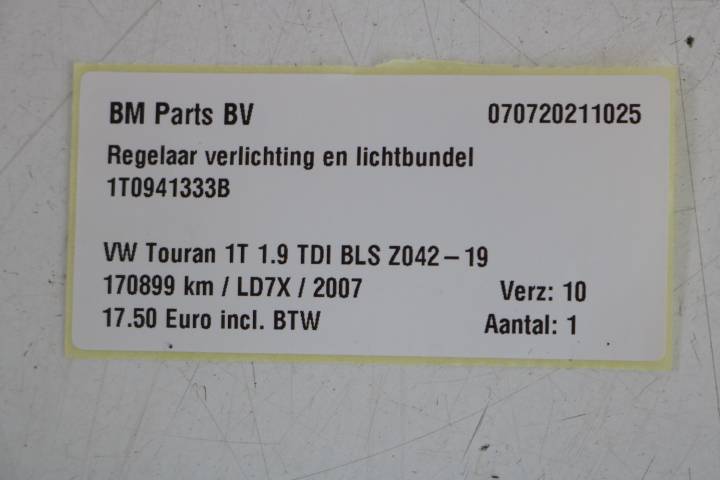 BM Parts BV 070720211025
Regelaar verlichting en lichtbundel
1T0941333B
VW Touran 1T 1.9 TDI BLS Z042-19
170899 km / LD7X / 2007 Verz: 10
17.50 Euro incl. BTW Aantal: 1